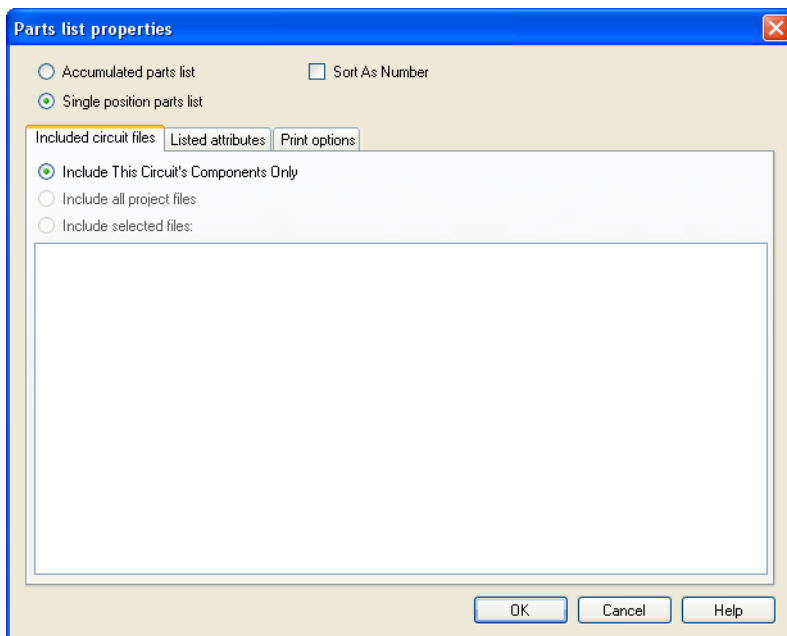 Parts list properties
Accumulated parts list
Sort As Number
Single position parts list
Included circuit files
Listed attributes
Print options
Include This Circuit's Components Only
Include all project files
Include selected files:
OK
Cancel
Help